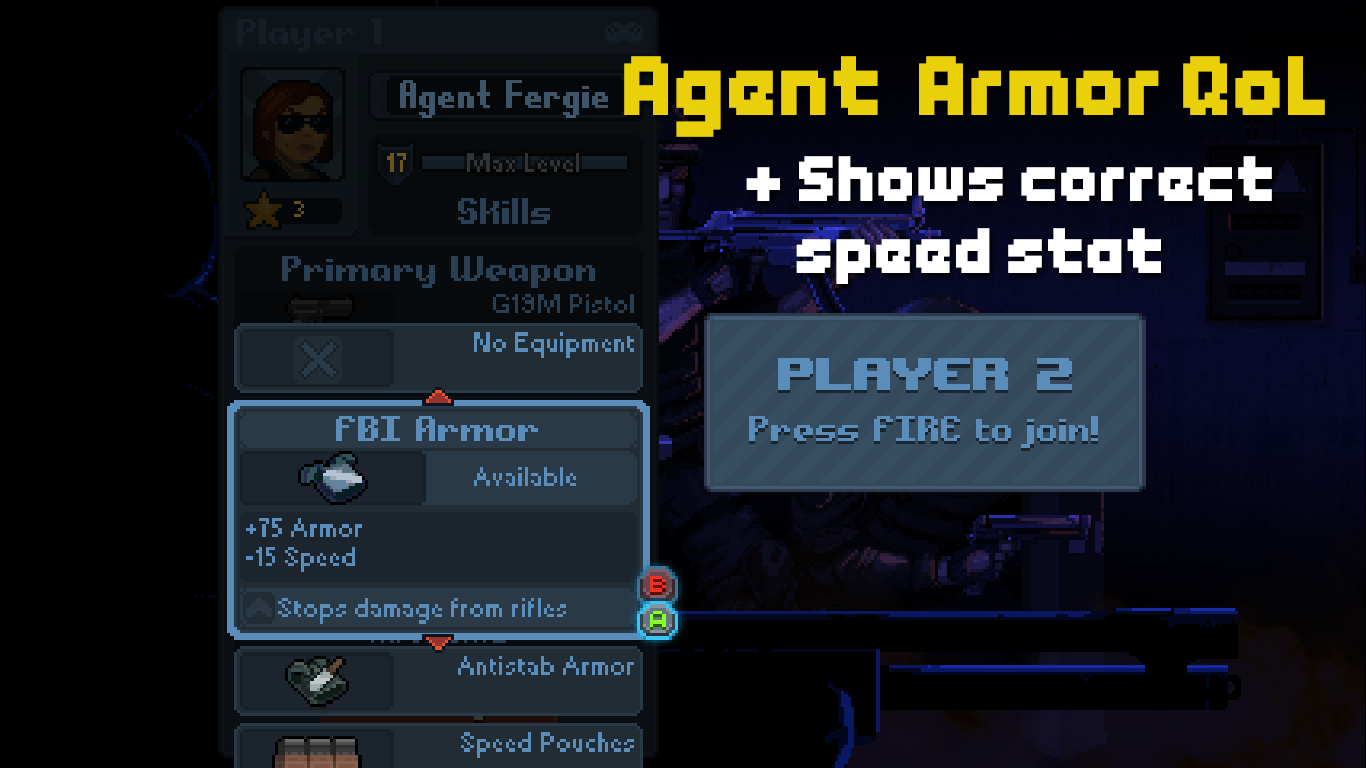 Player 1
Agent Fergie
17
Max Level
3
Skills
Primary Weapon
G19M Pistol
No Equipment
FBI Armor
Available
+75 Armor
-15 Speed
Stops damage from rifles
B
A
Antistab Armor
Speed Pouches
Agent Armor QoL
+ Shows correct
speed stat
PLAYER 2
Press FIRE to join!